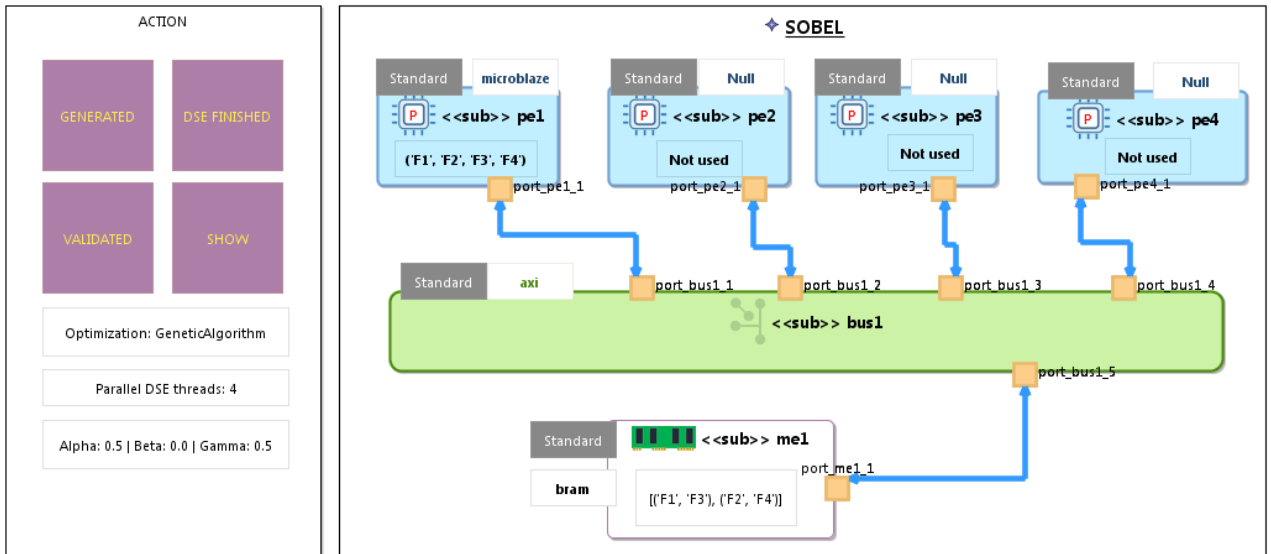 ACTION
GENERATED
DSE FINISHED
VALIDATED
SHOW
Optimization: GeneticAlgorithm
Parallel DSE threads: 4
Alpha: 0.5 | Beta: 0.0 | Gamma: 0.5
SOBEL
Standard
microblaze
P
<<sub>> pe1
('F1', 'F2', 'F3', 'F4')
port_pe1_1
Standard
Null
P
<<sub>> pe2
Not used
port_pe2_1
Standard
Null
P
<<sub>> pe3
Not used
port_pe3_1
Standard
Null
P
<<sub>> pe4
Not used
port_pe4_1
Standard
axi
port_bus1_1
port_bus1_2
port_bus1_3
port_bus1_4
<<sub>> bus1
port_bus1_5
Standard
<<sub>> me1
bram
port_me1_1
[('F1', 'F3'), ('F2', 'F4')]